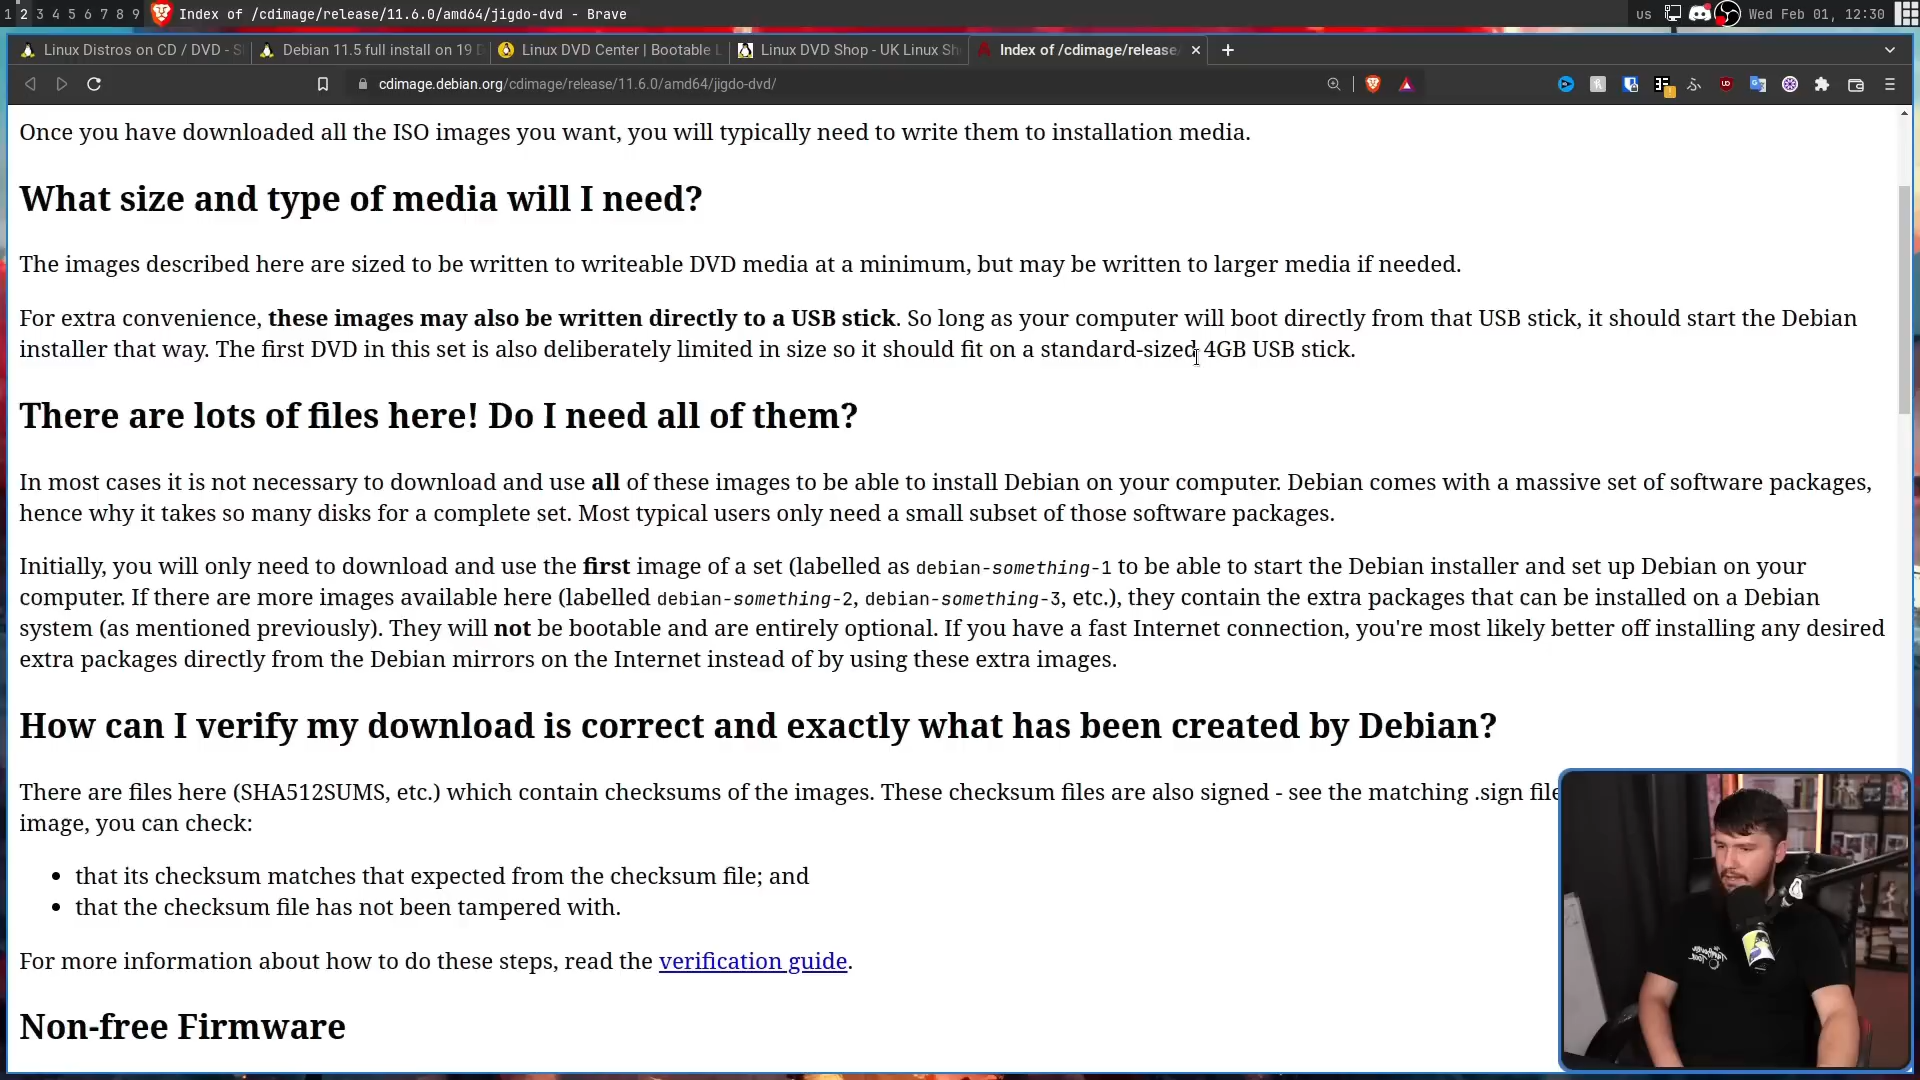 1 2 3 4 5 6 7 8 9 Index of /cdimage/release/11.6.0/amd64/jigdo-dvd - Brave us Wed Feb 01, 12:30
Linux Distros on CD / DVD - S Debian 11.5 full install on 19 D Linux DVD Center | Bootable L Linux DVD Shop - UK Linux Sh Index of /cdimage/release
cdimage.debian.org/cdimage/release/11.6.0/amd64/jigdo-dvd/
Once you have downloaded all the ISO images you want, you will typically need to write them to installation media.
What size and type of media will I need?
The images described here are sized to be written to writeable DVD media at a minimum, but may be written to larger media if needed.
For extra convenience, these images may also be written directly to a USB stick. So long as your computer will boot directly from that USB stick, it should start the Debian
installer that way. The first DVD in this set is also deliberately limited in size so it should fit on a standard-sized 4GB USB stick.
There are lots of files here! Do I need all of them?
In most cases it is not necessary to download and use all of these images to be able to install Debian on your computer. Debian comes with a massive set of software packages,
hence why it takes so many disks for a complete set. Most typical users only need a small subset of those software packages.
Initially, you will only need to download and use the first image of a set (labelled as debian-something-1 to be able to start the Debian installer and set up Debian on your
computer. If there are more images available here (labelled debian-something-2, debian-something-3, etc.), they contain the extra packages that can be installed on a Debian
system (as mentioned previously). They will not be bootable and are entirely optional. If you have a fast Internet connection, you're most likely better off installing any desired
extra packages directly from the Debian mirrors on the Internet instead of by using these extra images.
How can I verify my download is correct and exactly what has been created by Debian?
There are files here (SHA512SUMS, etc.) which contain checksums of the images. These checksum files are also signed - see the matching .sign file
image, you can check:
that its checksum matches that expected from the checksum file; and
that the checksum file has not been tampered with.
For more information about how to do these steps, read the verification guide.
Non-free Firmware